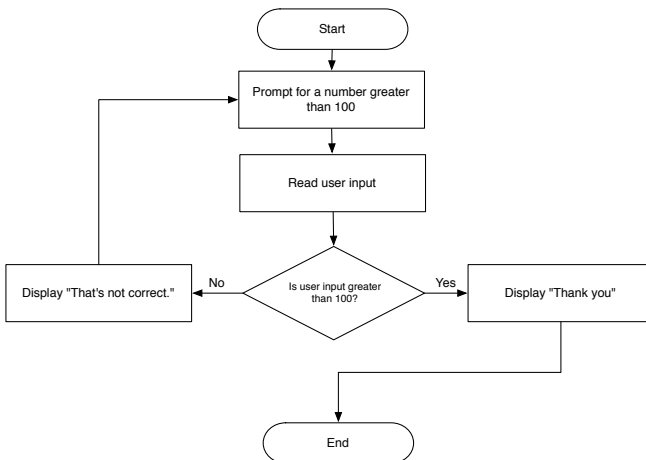 Start
Prompt for a number greater
than 100
Read user input
Is user input greater
than 100?
No
Yes
Display "That's not correct."
Display "Thank you"
End